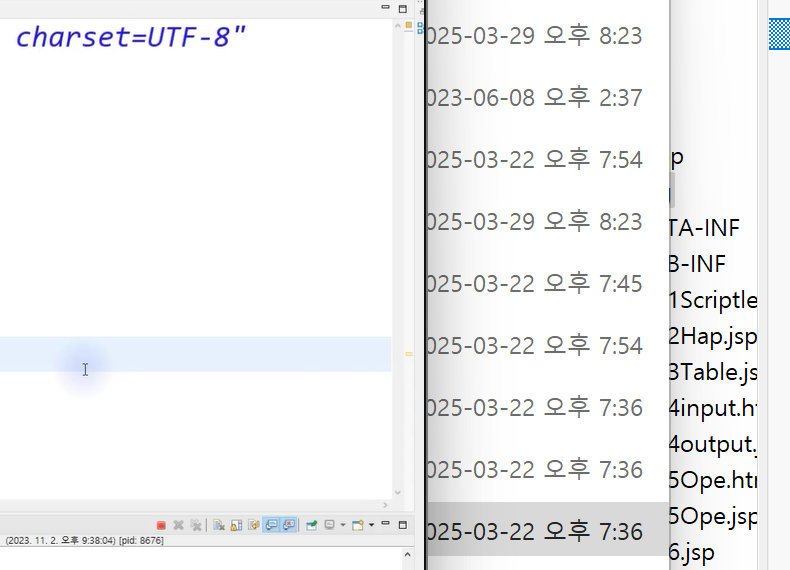 charset=UTF-8"
(2023. 11. 2. 오후 9:38:04) [pid: 8676]
025-03-29 오후 8:23
023-06-08 오후 2:37
025-03-22 오후 7:54
025-03-29 오후 8:23
025-03-22 오후 7:45
025-03-22 오후 7:54
025-03-22 오후 7:36
025-03-22 오후 7:36
025-03-22 오후 7:36
p
TA-INF
B-INF
1Scriptle
2Hap.jsp
3Table.js
4input.ht
4output.
5Ope.htm
5Ope.jsp
6.jsp